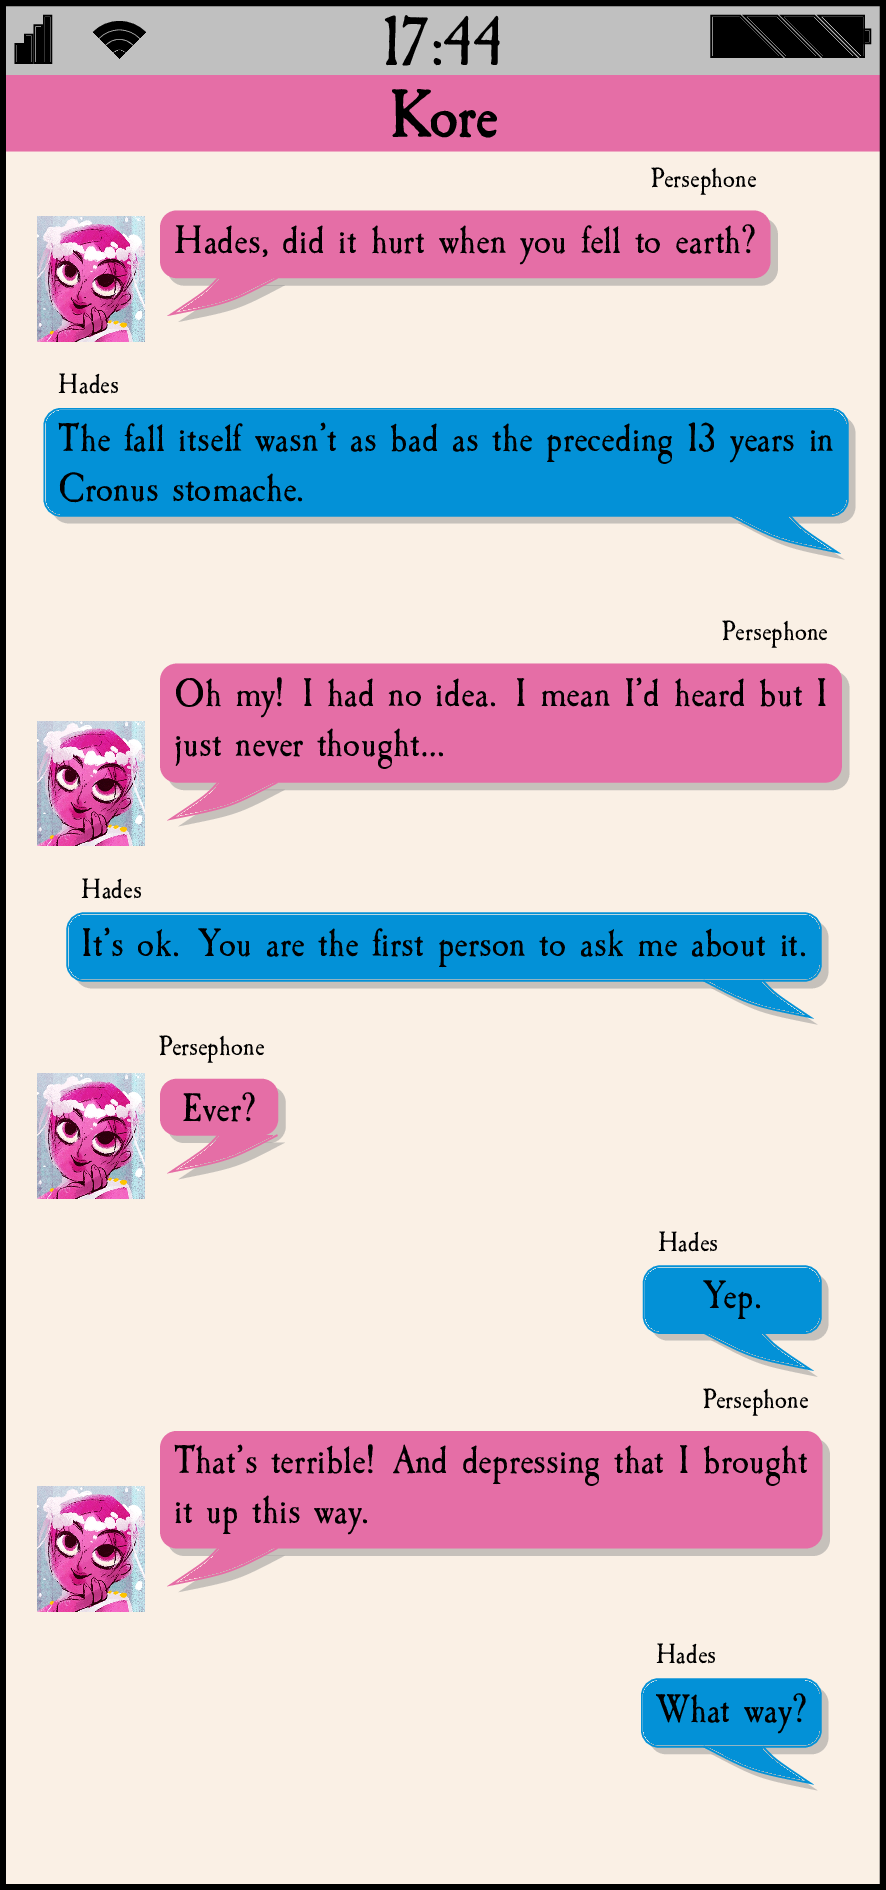 17:44
Kore
Persephone
Hades, did it hurt when you fell to earth?
Hades
The fall itself wasn't as bad as the preceding 13 years in
Cronus stomache.
Persephone
Oh my! I had no idea. I mean I'd heard but I
just never thought...
Hades
It's ok. You are the first person to ask me about it.
Persephone
Ever?
Hades
Yep.
Persephone
That's terrible! And depressing that I brought
it up this way.
Hades
What way?